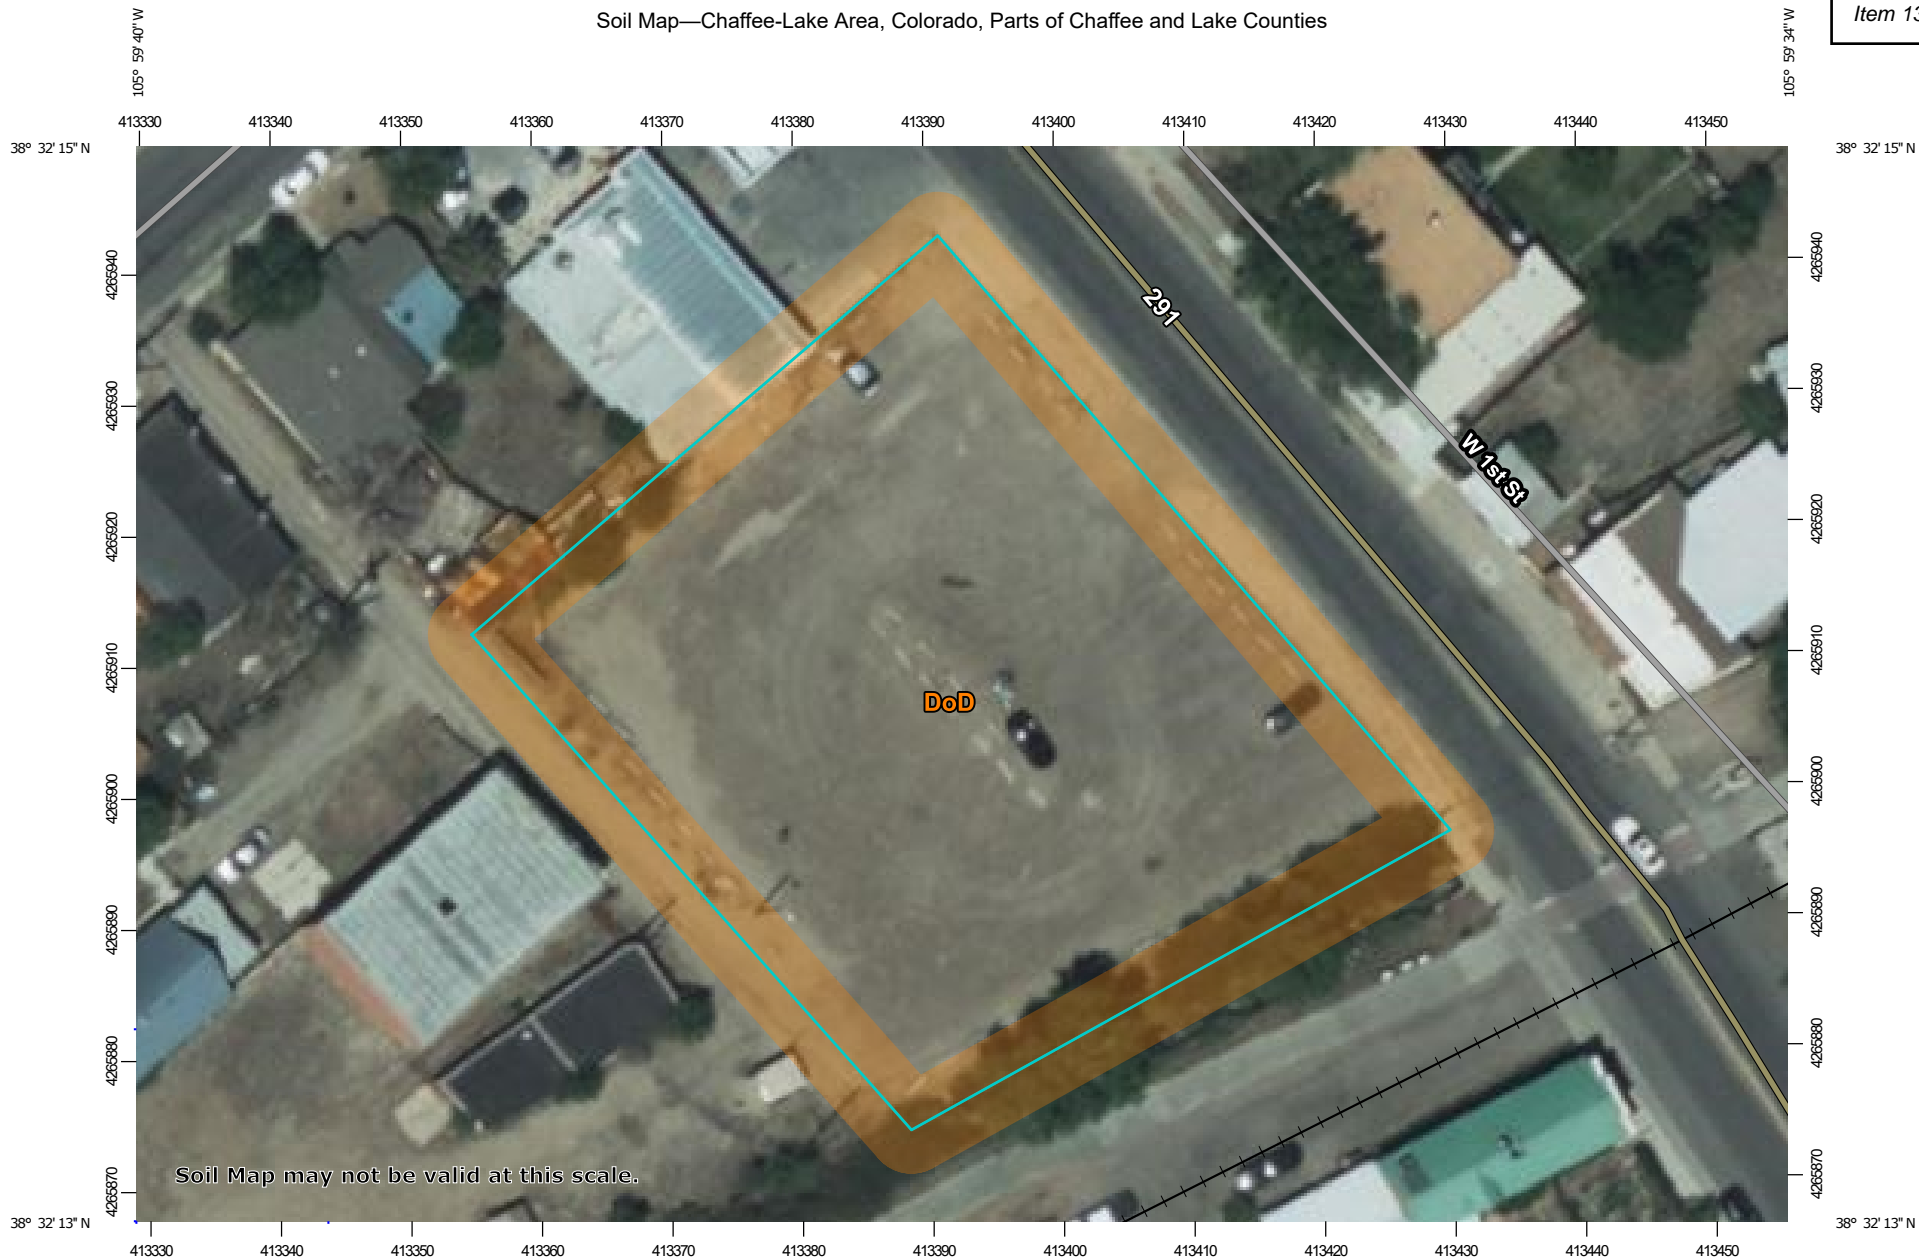 Soil Map—Chaffee-Lake Area, Colorado, Parts of Chaffee and Lake Counties
Item 13
105° 59' 40'' W
105° 59' 34'' W
413330 413340 413350 413360 413370 413380 413390 413400 413410 413420 413430 413440 413450
38° 32' 15'' N
38° 32' 15'' N
4265940
4265940
291
4265930
4265930
W 1st St
4265920
4265920
4265910
4265910
DoD
4265900
4265900
4265890
4265890
4265880
4265880
Soil Map may not be valid at this scale.
4265870
4265870
38° 32' 13'' N
38° 32' 13'' N
413330 413340 413350 413360 413370 413380 413390 413400 413410 413420 413430 413440 413450